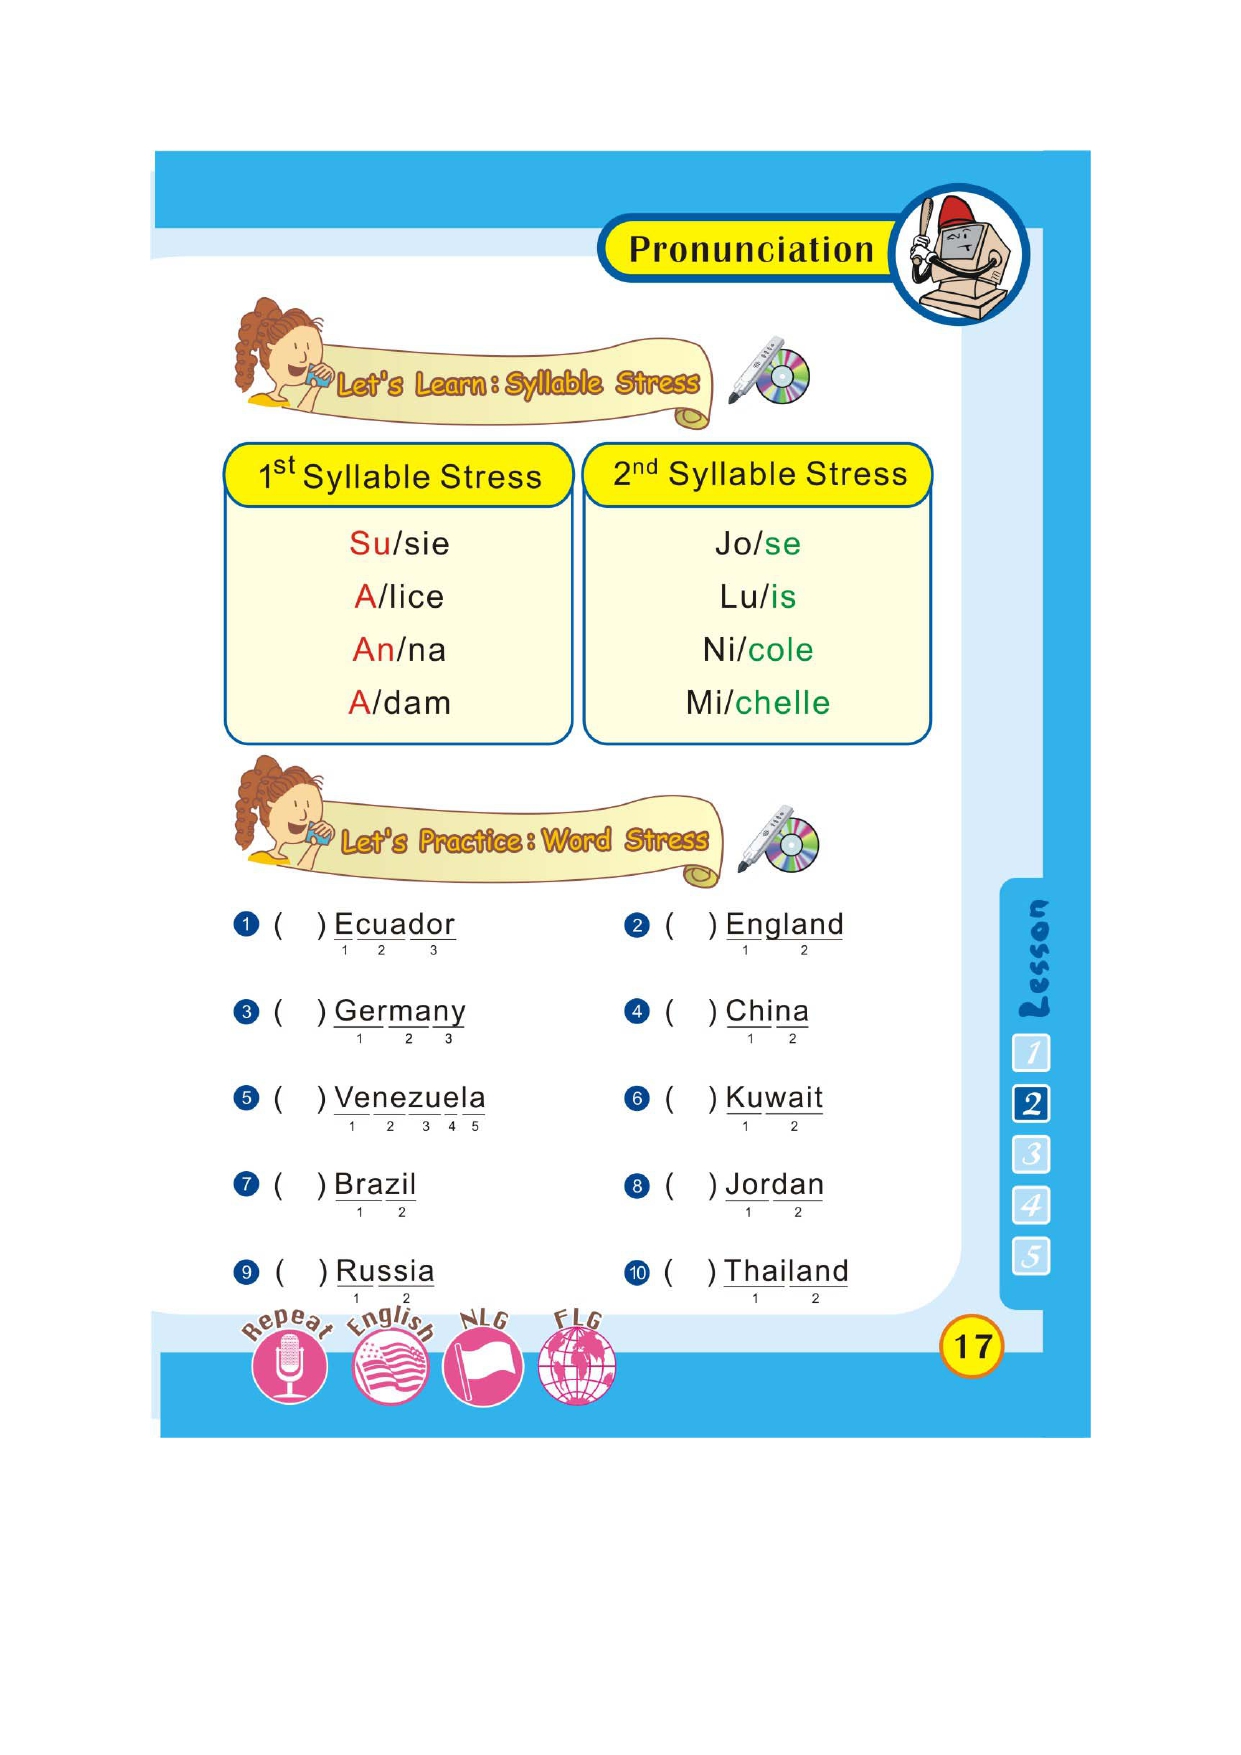 Pronunciation
Let's Learn: Syllable Stress
1st Syllable Stress
Su/sie
A/lice
An/na
A/dam
2nd Syllable Stress
Jo/se
Lu/is
Ni/cole
Mi/chelle
Let's Practice: Word Stress
1 ( ) Ecuador
1 2 3
2 ( ) England
1 2
3 ( ) Germany
1 2 3
4 ( ) China
1 2
5 ( ) Venezuela
1 2 3 4 5
6 ( ) Kuwait
1 2
7 ( ) Brazil
1 2
8 ( ) Jordan
1 2
9 ( ) Russia
1 2
10 ( ) Thailand
1 2
Lesson
1
2
3
4
5
Repeat
English
NLG
FLG
17